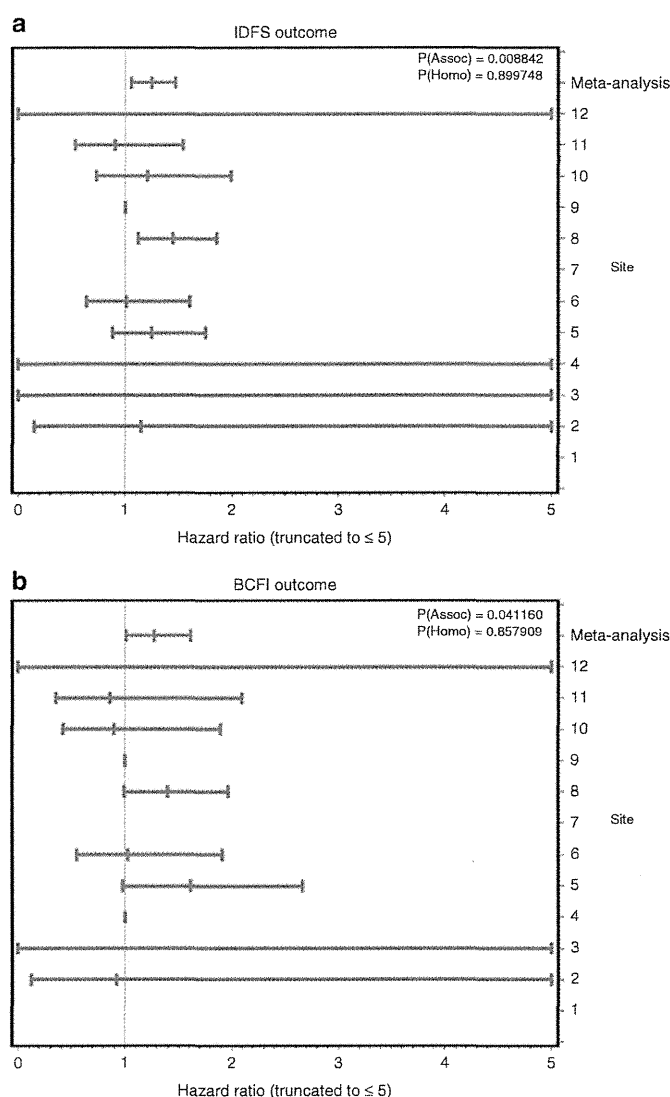 a
IDFS outcome
P(Assoc) = 0.008842
P(Homo) = 0.899748
Meta-analysis
12
11
10
9
8
7
Site
6
5
4
3
2
1
0 1 2 3 4 5
Hazard ratio (truncated to ≤ 5)
b
BCFI outcome
P(Assoc) = 0.041160
P(Homo) = 0.857909
Meta-analysis
12
11
10
9
8
7
Site
6
5
4
3
2
1
0 1 2 3 4 5
Hazard ratio (truncated to ≤ 5)